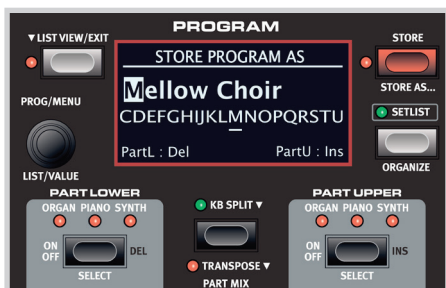 PROGRAM
▼LIST VIEW/EXIT
STORE
STORE PROGRAM AS
Mellow Choir
CDEFGHIJKLMNOPQRSTU
PartL : Del
PartU : Ins
STORE AS...
PROG/MENU
SETLIST
LIST/VALUE
ORGANIZE
PART LOWER
ORGAN PIANO SYNTH
ON
OFF
DEL
SELECT
KB SPLIT ▼
TRANSPOSE ▼
PART MIX
PART UPPER
ORGAN PIANO SYNTH
ON
OFF
INS
SELECT